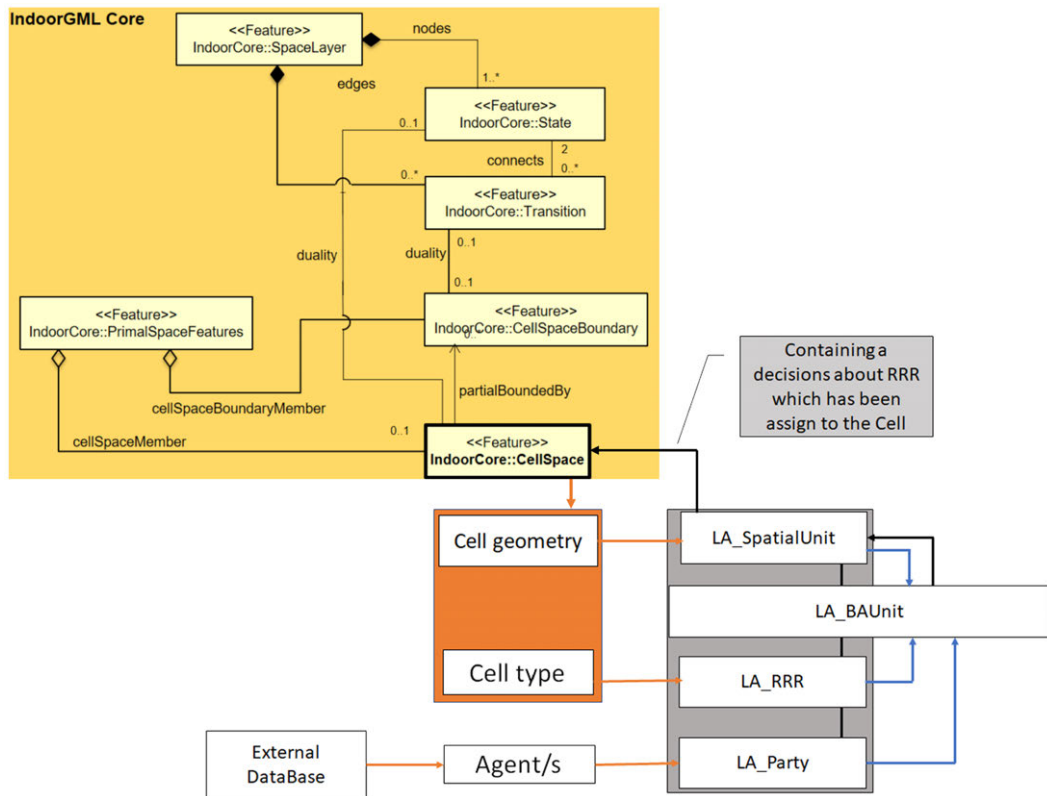 IndoorGML Core
<<Feature>>
IndoorCore::SpaceLayer
nodes
1..*
edges
<<Feature>>
IndoorCore::State
0..1
2
connects
0..*
0..*
<<Feature>>
IndoorCore::Transition
0..1
duality
duality
0..1
<<Feature>>
IndoorCore::PrimalSpaceFeatures
<<Feature>>
IndoorCore::CellSpaceBoundary
0..*
cellSpaceBoundaryMember
partialBoundedBy
cellSpaceMember
0..1
<<Feature>>
IndoorCore::CellSpace
Containing a
decisions about RRR
which has been
assign to the Cell
Cell geometry
LA_SpatialUnit
LA_BAUnit
Cell type
LA_RRR
External
DataBase
Agent/s
LA_Party